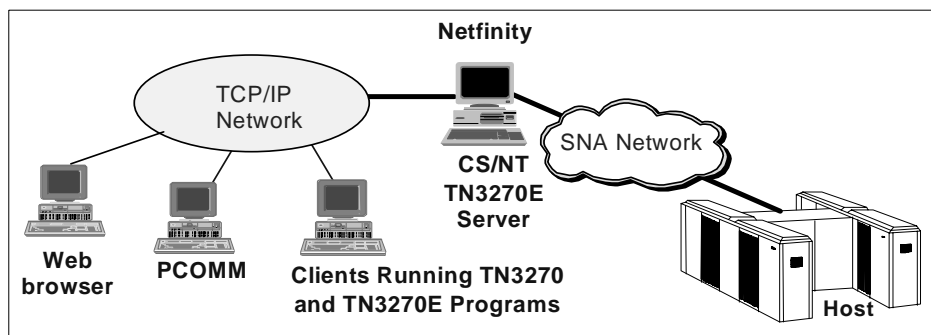 Netfinity
TCP/IP
Network
SNA Network
CS/NT
TN3270E
Server
Web
browser
PCOMM
Clients Running TN3270
and TN3270E Programs
Host